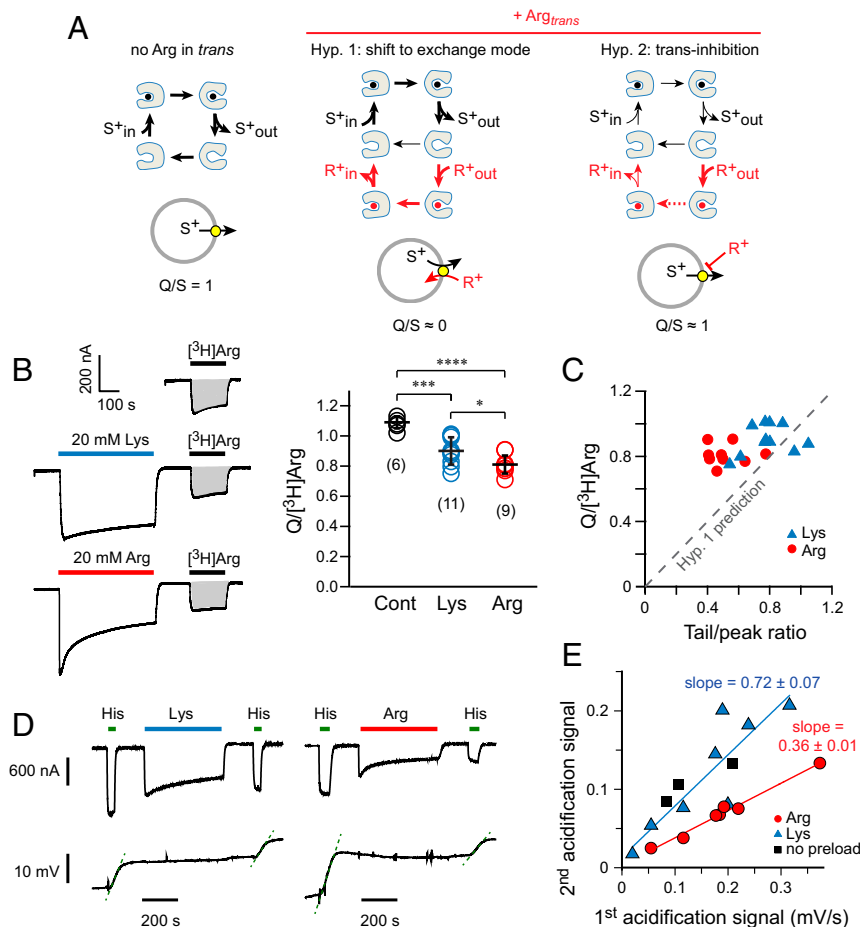 A
+ Arg trans
no Arg in trans
Hyp. 1: shift to exchange mode
Hyp. 2: trans-inhibition
S+in
S+out
S+in
S+out
R+in
R+out
S+in
S+out
R+in
R+out
S+
Q/S = 1
S+
R+
Q/S ≈ 0
S+
R+
Q/S ≈ 1
B
200 nA
100 s
[³H]Arg
20 mM Lys
[³H]Arg
20 mM Arg
[³H]Arg
Q/[³H]Arg
1.2
1.0
0.8
0.6
0.4
0.2
0.0
****
***
*
(6)
(11)
(9)
Cont
Lys
Arg
C
Q/[³H]Arg
1.2
0.8
0.4
0
0
0.4
0.8
1.2
Hyp. 1 prediction
Lys
Arg
Tail/peak ratio
D
His
Lys
His
His
Arg
His
600 nA
10 mV
200 s
200 s
E
2nd acidification signal
0.2
0.1
0
0
0.1
0.2
0.3
slope = 0.72 ± 0.07
slope =
0.36 ± 0.01
Arg
Lys
no preload
1st acidification signal (mV/s)